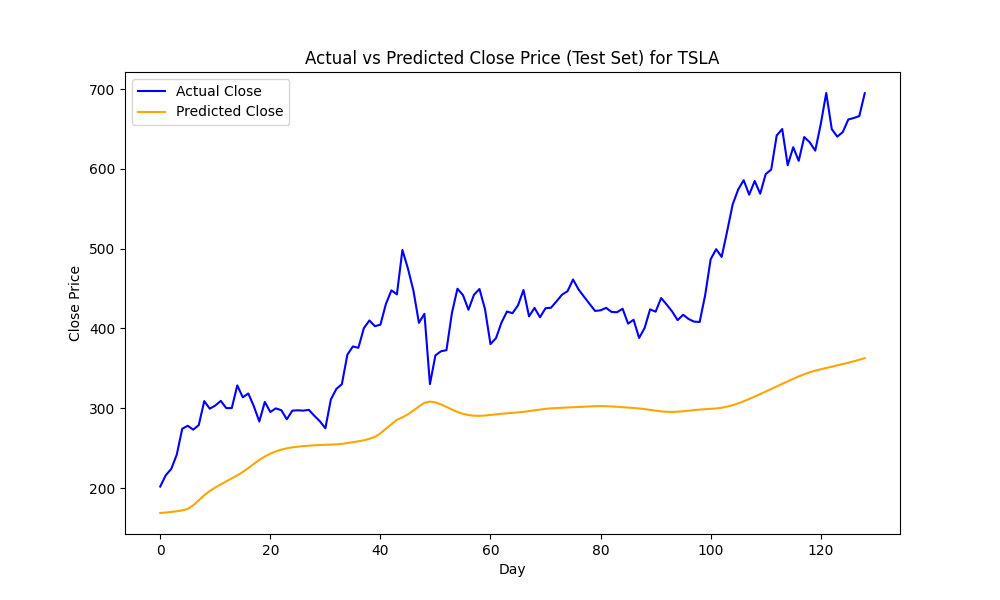 Actual vs Predicted Close Price (Test Set) for TSLA
Actual Close
Predicted Close
700
600
500
400
300
200
Close Price
0 20 40 60 80 100 120
Day